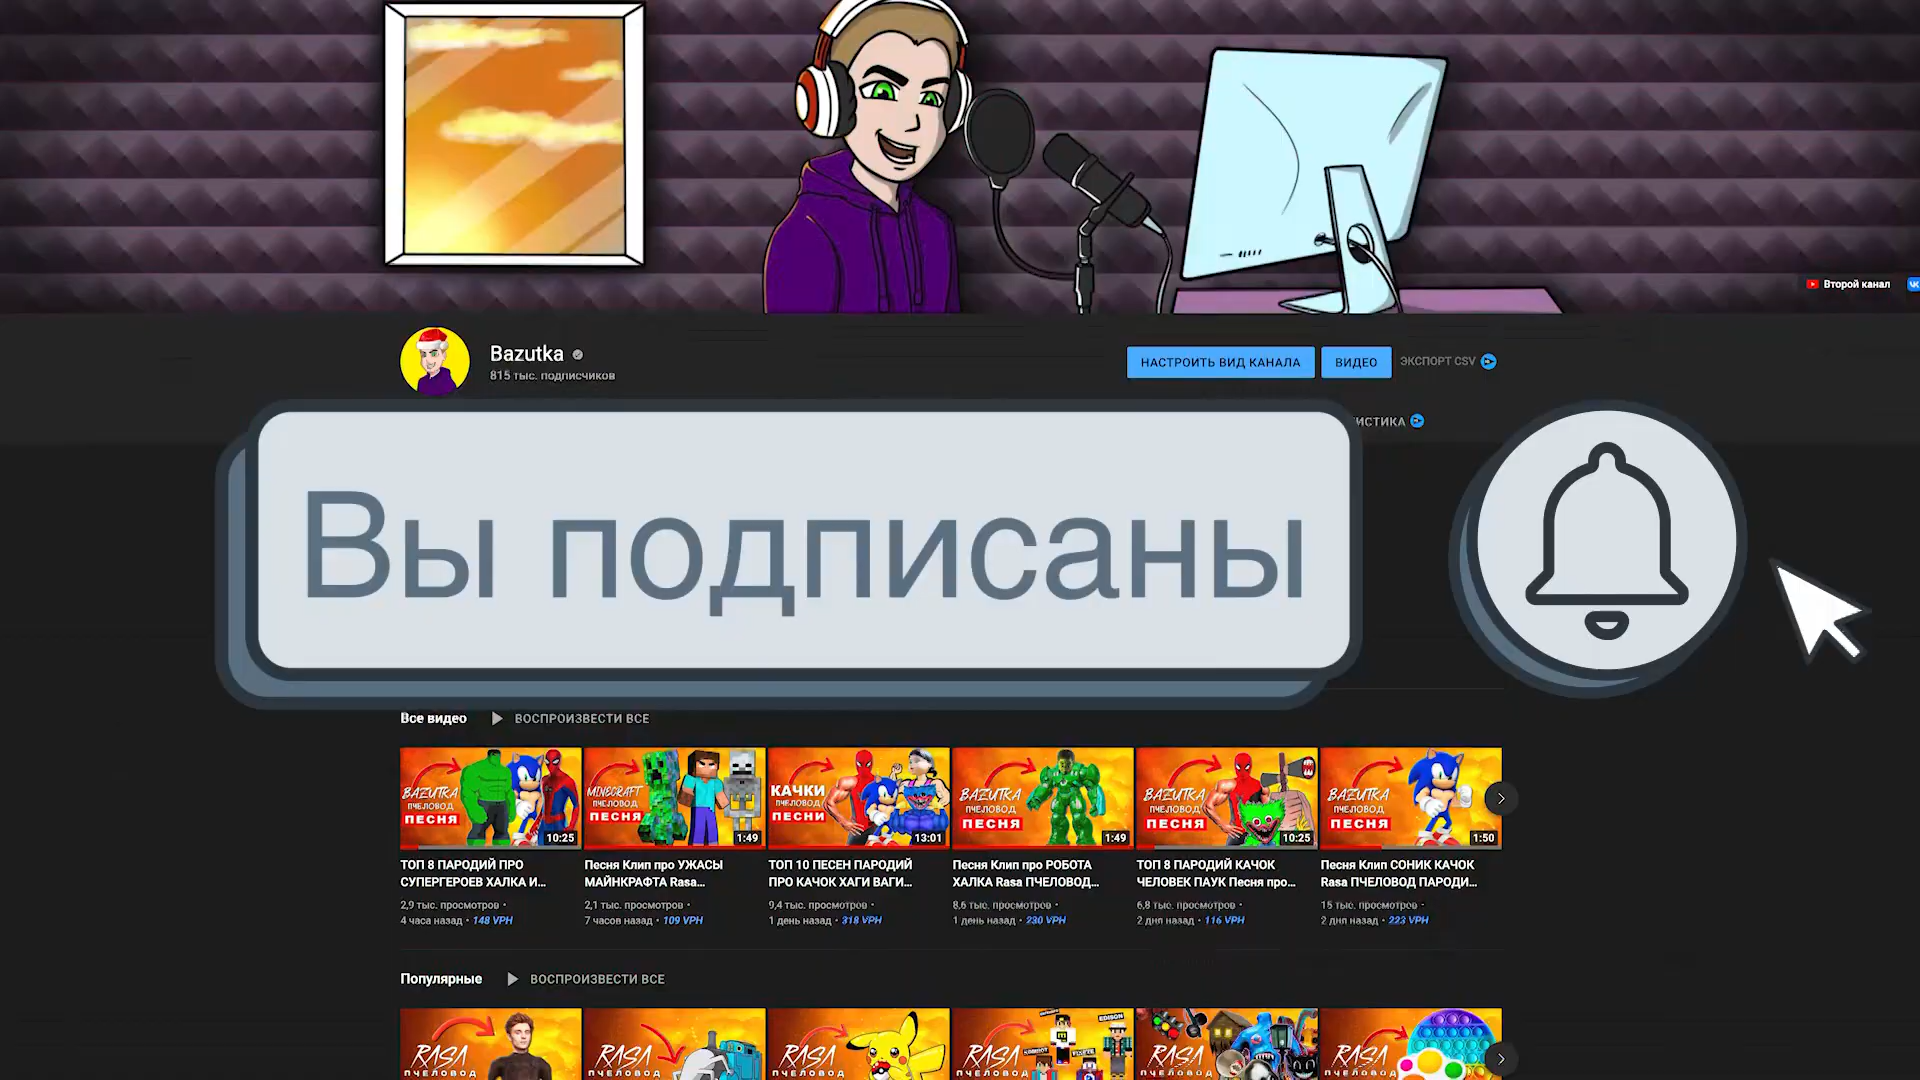 Второй канал
Bazutka
815 тыс. подписчиков
НАСТРОИТЬ ВИД КАНАЛА
ВИДЕО
ЭКСПОРТ CSV
ИСТИКА
Вы подписаны
Все видео
ВОСПРОИЗВЕСТИ ВСЕ
BAZUTKA
ПЧЕЛОВОД
ПЕСНЯ
10:25
MINECRAFT
ПЧЕЛОВОД
ПЕСНЯ
1:49
КАЧКИ
ПЧЕЛОВОД
ПЕСНИ
13:01
BAZUTKA
ПЧЕЛОВОД
ПЕСНЯ
1:49
BAZUTKA
ПЧЕЛОВОД
ПЕСНЯ
10:25
BAZUTKA
ПЧЕЛОВОД
ПЕСНЯ
1:50
ТОП 8 ПАРОДИЙ ПРО
СУПЕРГЕРОЕВ ХАЛКА И...
2,9 тыс. просмотров •
4 часа назад • 148 VPH
Песня Клип про УЖАСЫ
МАЙНКРАФТА Rasa...
2,1 тыс. просмотров •
7 часов назад • 109 VPH
ТОП 10 ПЕСЕН ПАРОДИЙ
ПРО КАЧОК ХАГИ ВАГИ...
9,4 тыс. просмотров •
1 день назад • 318 VPH
Песня Клип про РОБОТА
ХАЛКА Rasa ПЧЕЛОВОД...
8,6 тыс. просмотров •
1 день назад • 230 VPH
ТОП 8 ПАРОДИЙ КАЧОК
ЧЕЛОВЕК ПАУК Песня про...
6,8 тыс. просмотров •
2 дня назад • 116 VPH
Песня Клип СОНИК КАЧОК
Rasa ПЧЕЛОВОД ПАРОДИ...
15 тыс. просмотров •
2 дня назад • 223 VPH
Популярные
ВОСПРОИЗВЕСТИ ВСЕ
RASA
ПЧЕЛОВОД
RASA
ПЧЕЛОВОД
RASA
ПЧЕЛОВОД
RASA
ПЧЕЛОВОД
EDISON
RASA
ПЧЕЛОВОД
RASA
ПЧЕЛОВОД